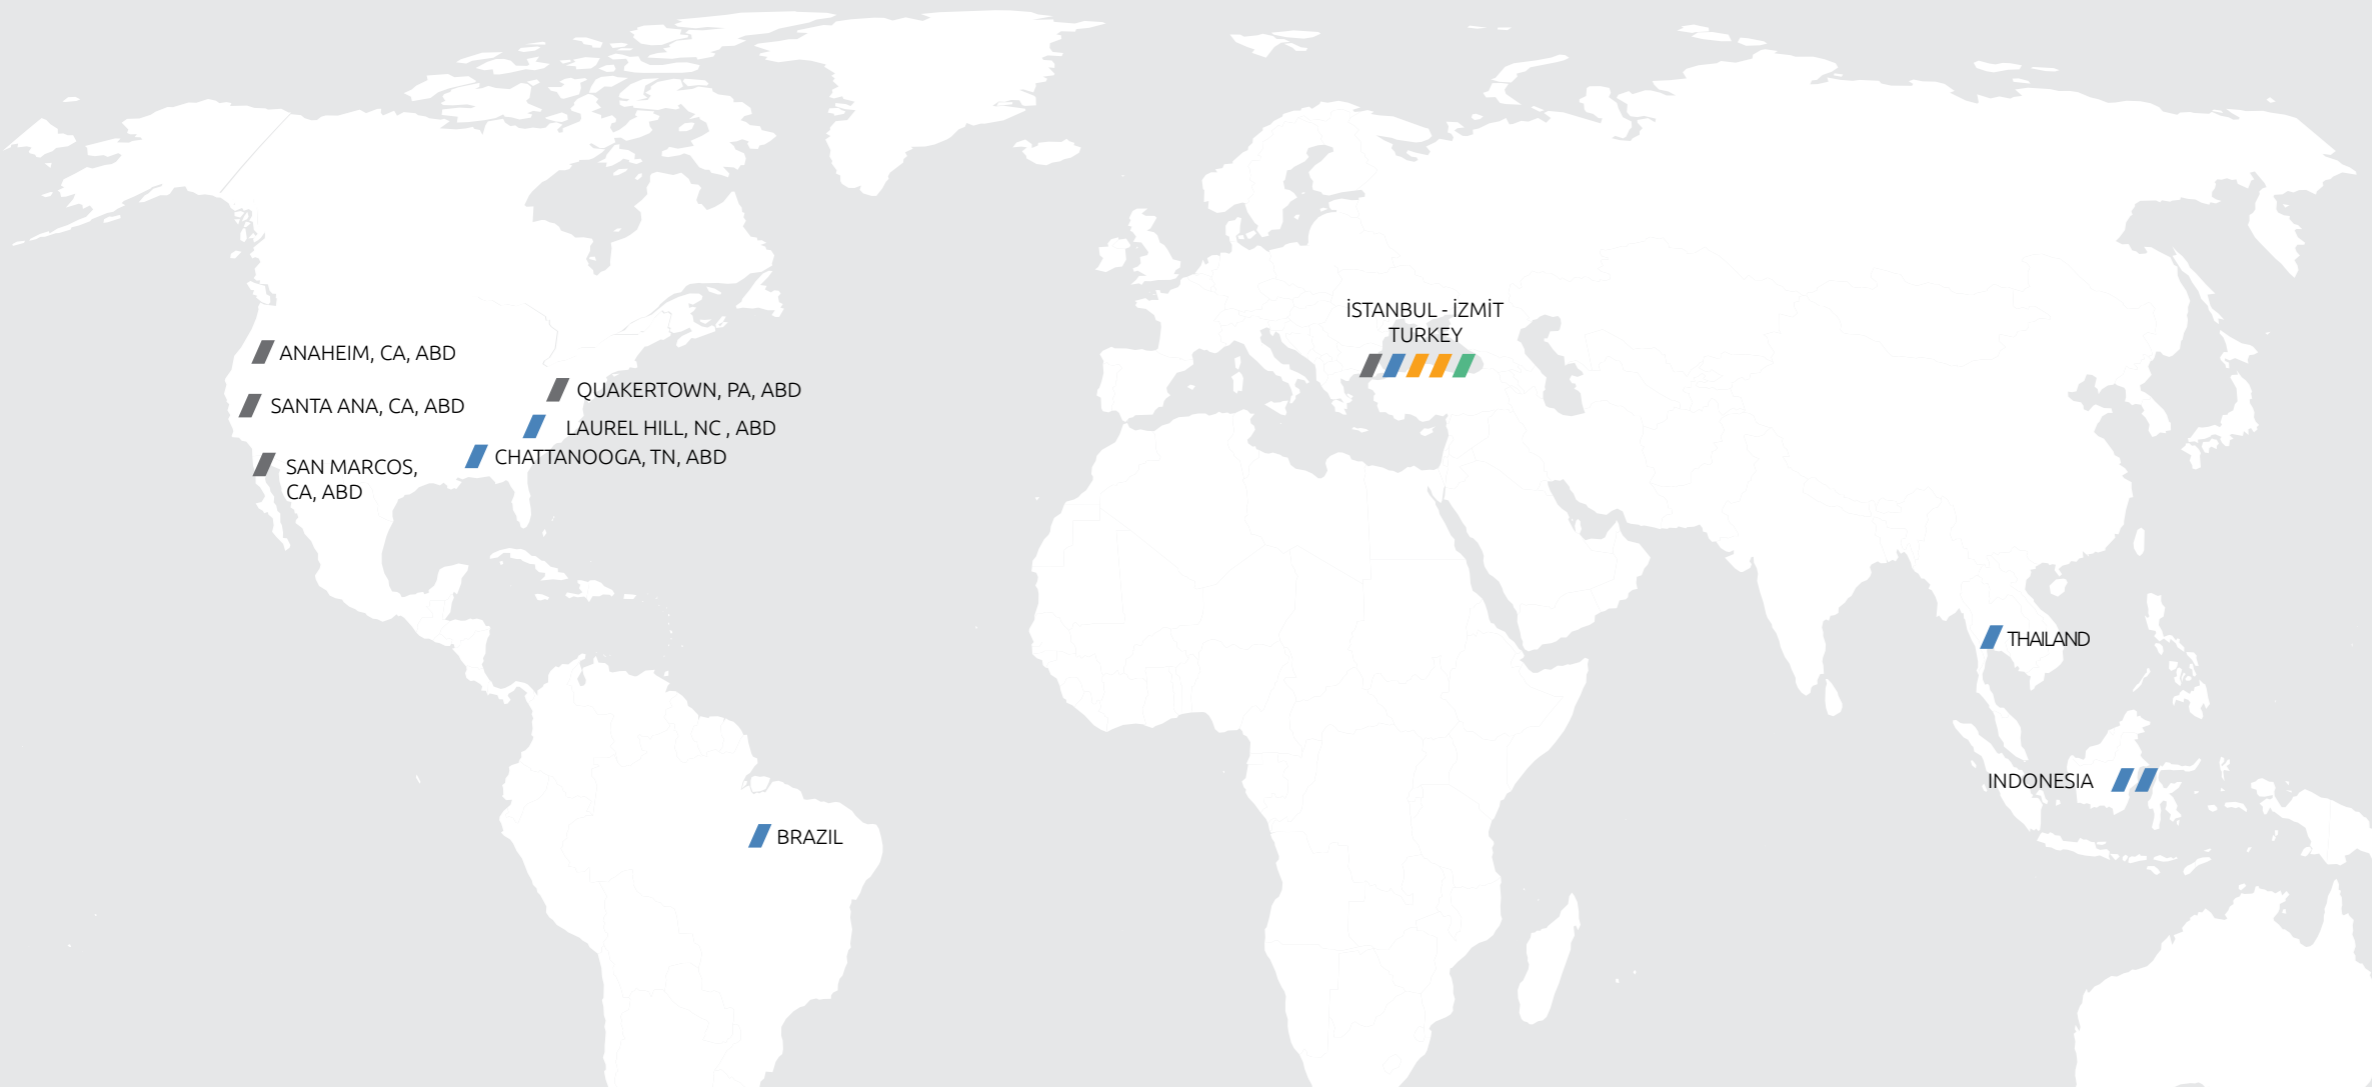 İSTANBUL - İZMİT
TURKEY
ANAHEIM, CA, ABD
QUAKERTOWN, PA, ABD
SANTA ANA, CA, ABD
LAUREL HILL, NC , ABD
CHATTANOOGA, TN, ABD
SAN MARCOS,
CA, ABD
THAILAND
INDONESIA
BRAZIL